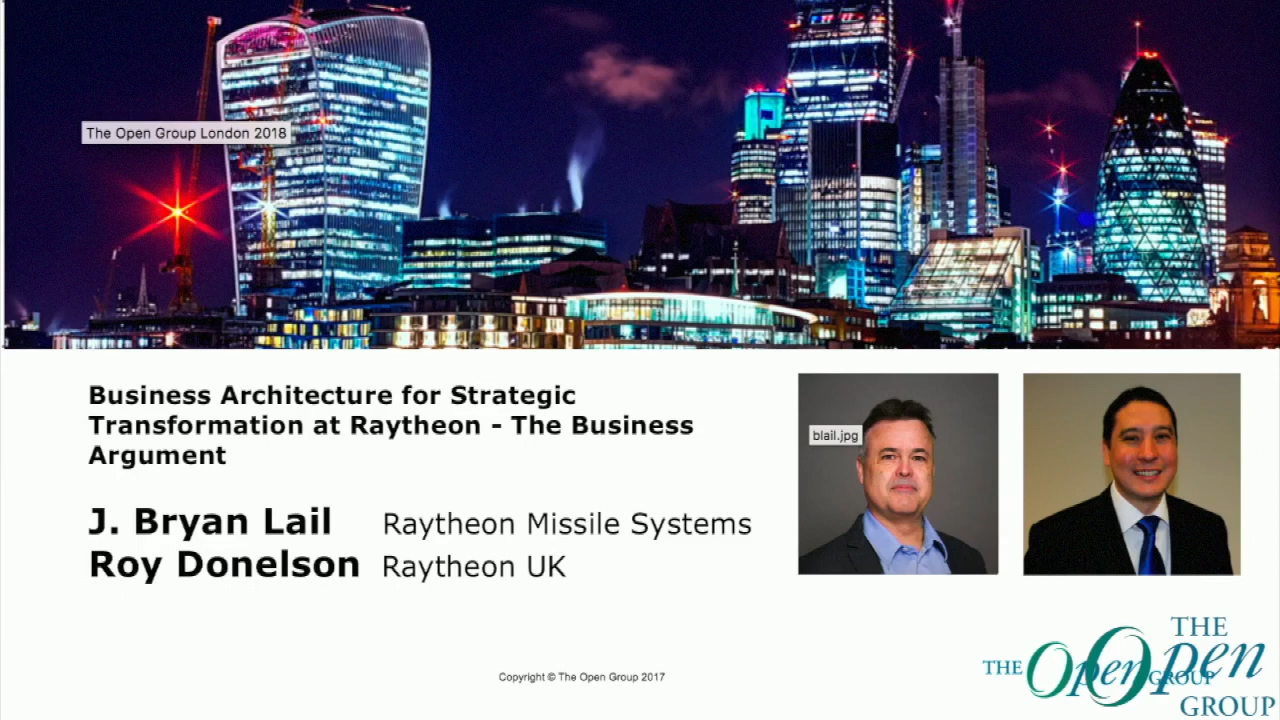 The Open Group London 2018
Business Architecture for Strategic
Transformation at Raytheon - The Business
Argument
blail.jpg
J. Bryan Lail Raytheon Missile Systems
Roy Donelson Raytheon UK
Copyright © The Open Group 2017
THE Open GROUP
THE
Open
GROUP